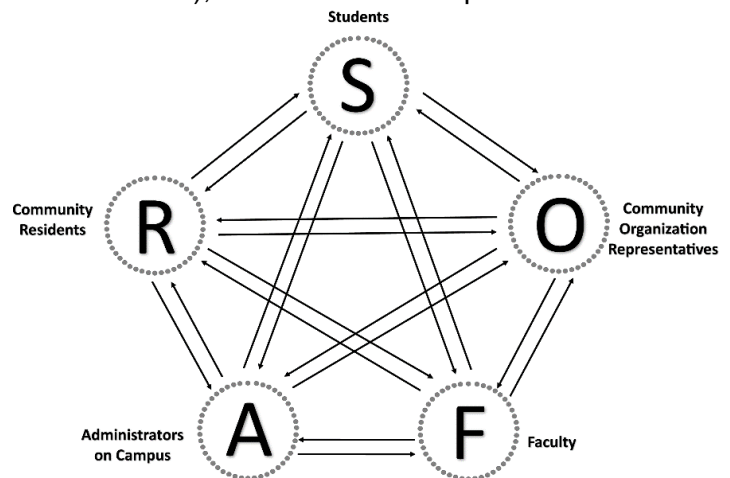 Students
S
R
O
Community
Residents
Community
Organization
Representatives
A
F
Administrators
on Campus
Faculty